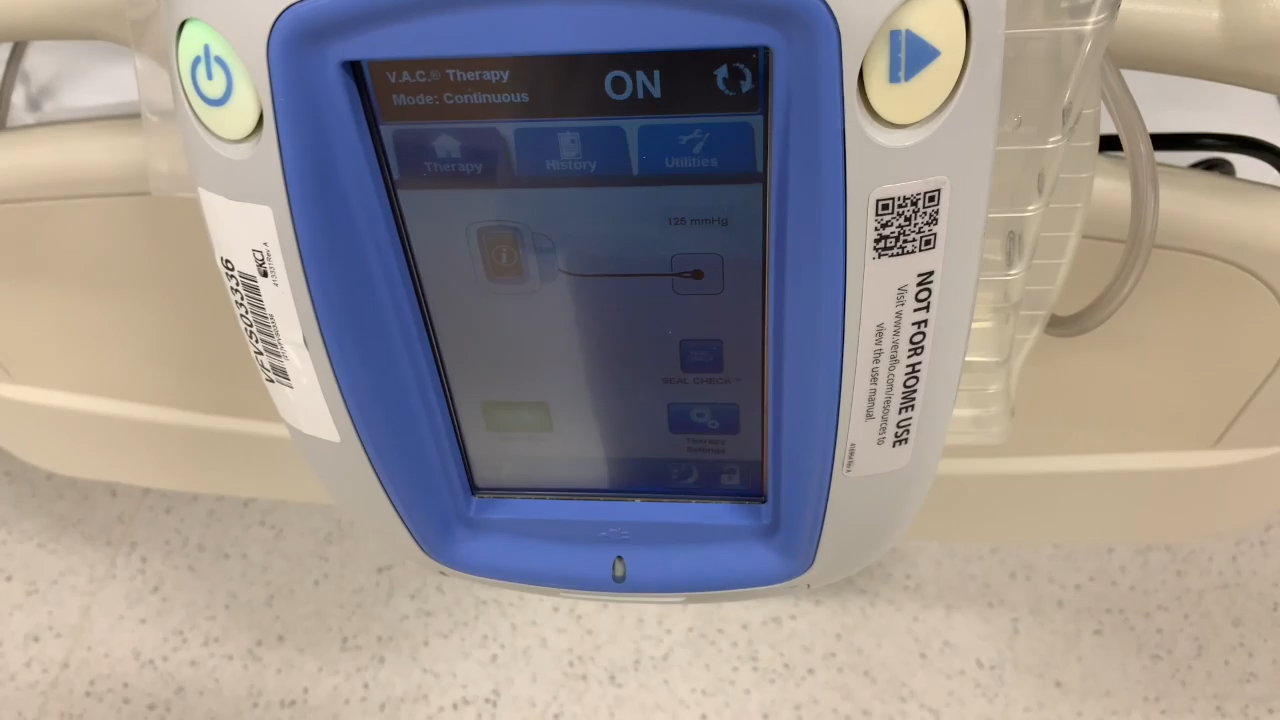 V.A.C.® Therapy
Mode: Continuous
ON
Therapy
History
Utilities
125 mmHg
SEAL CHECK™
Therapy
Settings
VFVS03336
KCI
NOT FOR HOME USE
Visit www.veraflo.com/resources to
view the user manual.